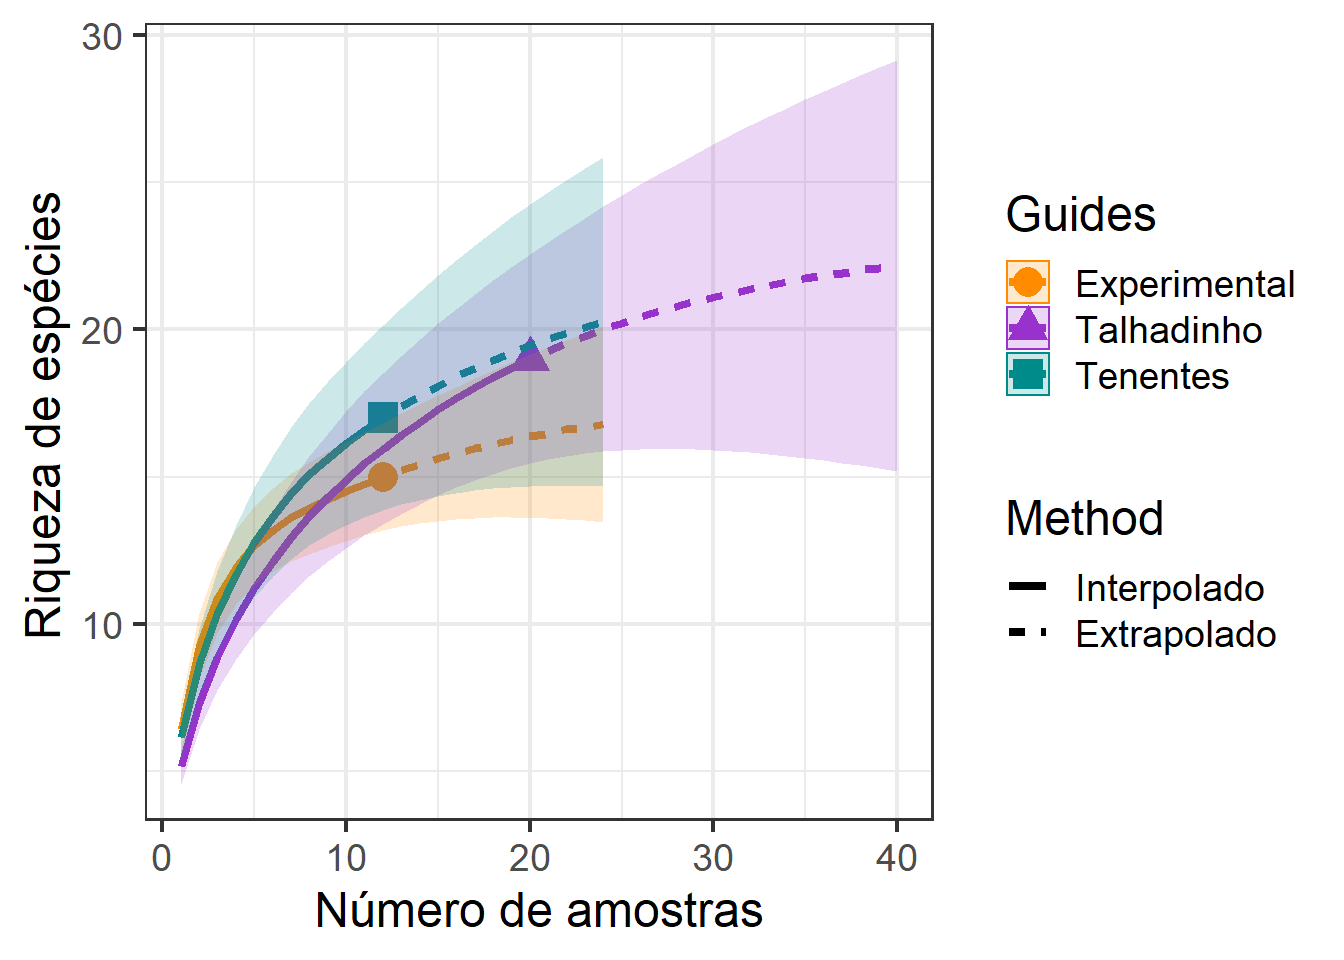 30
20
10
Riqueza de espécies
0 10 20 30 40
Número de amostras
Guides
Experimental
Talhadinho
Tenentes
Method
Interpolado
Extrapolado